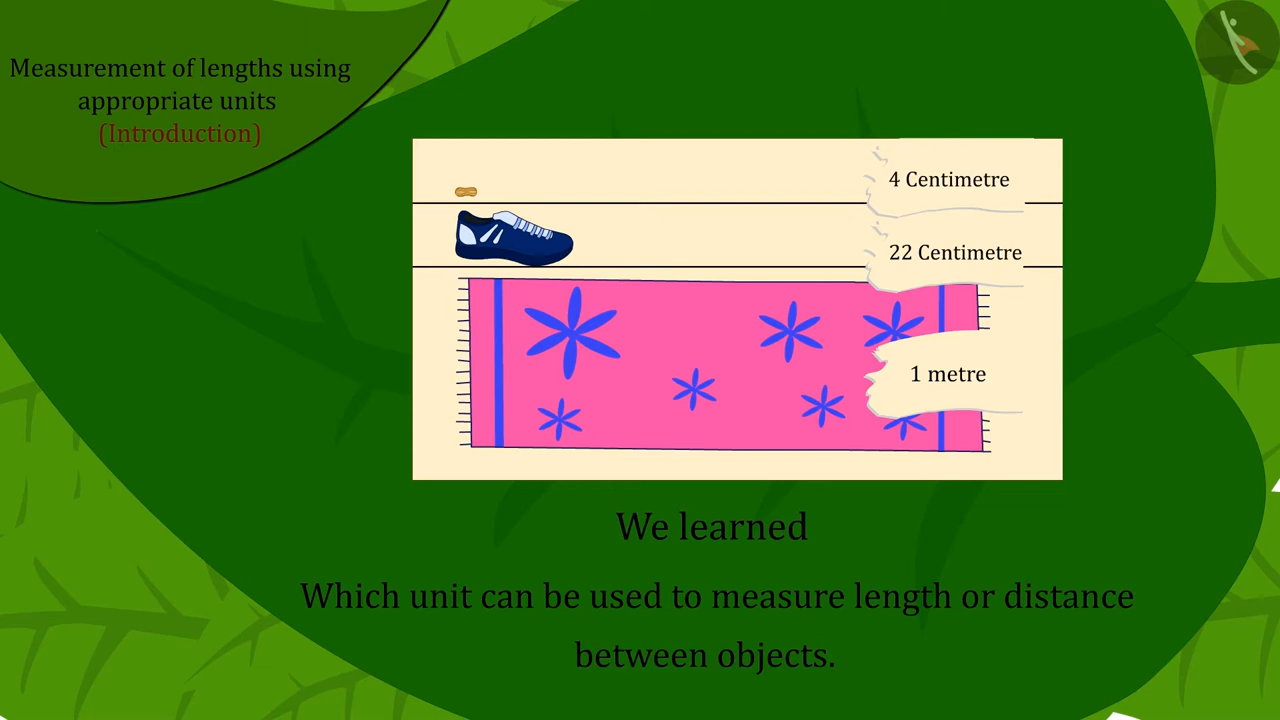 Measurement of lengths using
appropriate units
(Introduction)
4 Centimetre
22 Centimetre
1 metre
We learned
Which unit can be used to measure length or distance
between objects.